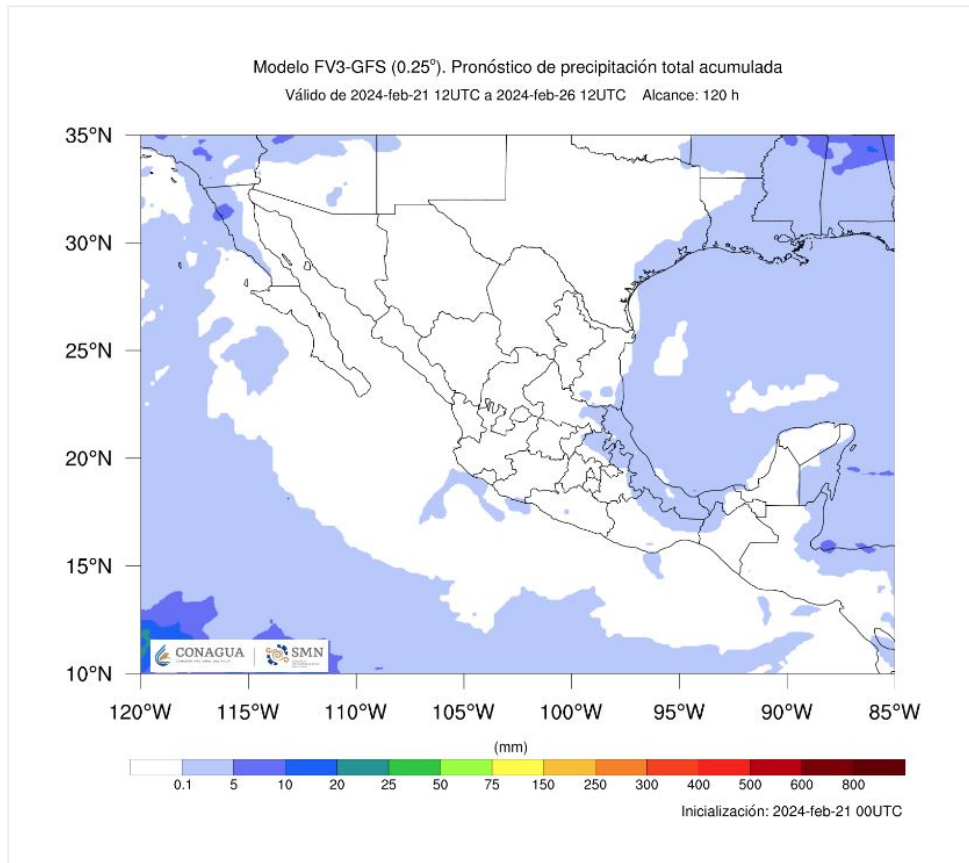 Modelo FV3-GFS (0.25°). Pronóstico de precipitación total acumulada
Válido de 2024-feb-21 12UTC a 2024-feb-26 12UTC Alcance: 120 h
35°N
30°N
25°N
20°N
15°N
10°N
CONAGUA SMN
120°W 115°W 110°W 105°W 100°W 95°W 90°W 85°W
(mm)
0.1 5 10 20 25 50 75 150 250 300 400 500 600 800
Inicialización: 2024-feb-21 00UTC